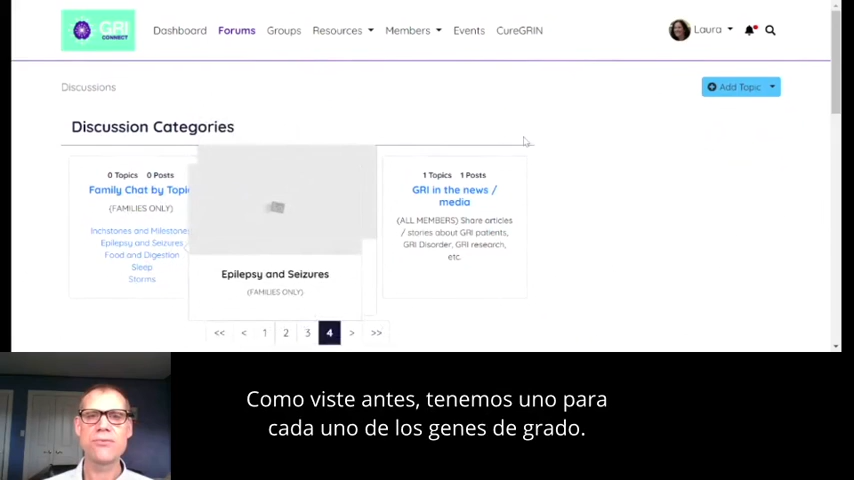 GRI
CONNECT
Dashboard
Forums
Groups
Resources
Members
Events
CureGRIN
Laura
Discussions
Add Topic
Discussion Categories
0 Topics 0 Posts
Family Chat by Topic
(FAMILIES ONLY)
Inchstones and Milestones
Epilepsy and Seizures
Food and Digestion
Sleep
Storms
Epilepsy and Seizures
(FAMILIES ONLY)
1 Topics 1 Posts
GRI in the news /
media
(ALL MEMBERS) Share articles
/ stories about GRI patients,
GRI Disorder, GRI research,
etc.
<< < 1 2 3 4 > >>
Como viste antes, tenemos uno para
cada uno de los genes de grado.